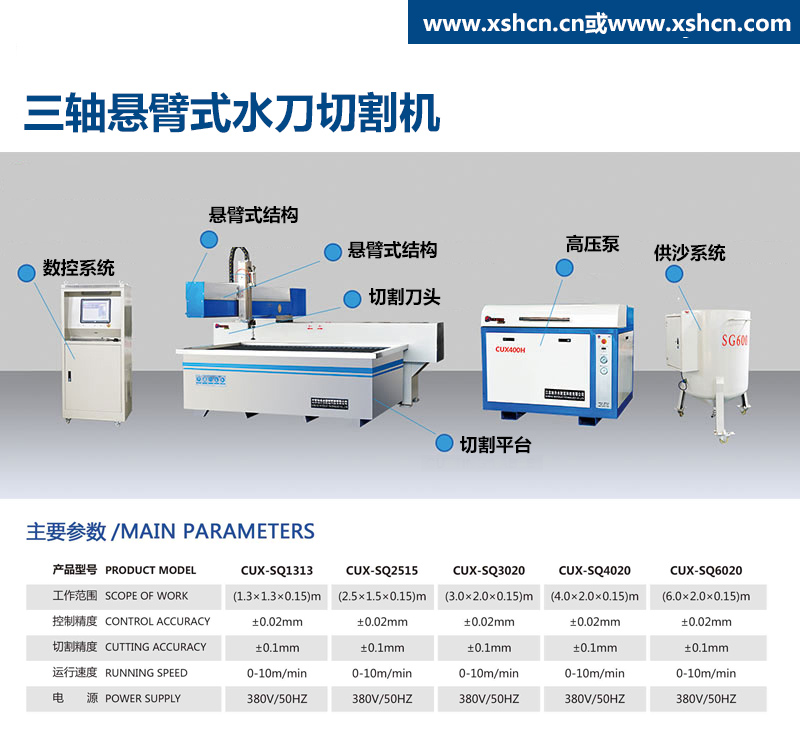 www.xshcn.cn或www.xshcn.com
三轴悬臂式水刀切割机
悬臂式结构
悬臂式结构
高压泵
供沙系统
数控系统
切割刀头
CUX400H
SG600
切割平台
主要参数 /MAIN PARAMETERS
产品型号 PRODUCT MODEL CUX-SQ1313 CUX-SQ2515 CUX-SQ3020 CUX-SQ4020 CUX-SQ6020
工作范围 SCOPE OF WORK (1.3×1.3×0.15)m (2.5×1.5×0.15)m (3.0×2.0×0.15)m (4.0×2.0×0.15)m (6.0×2.0×0.15)m
控制精度 CONTROL ACCURACY ±0.02mm ±0.02mm ±0.02mm ±0.02mm ±0.02mm
切割精度 CUTTING ACCURACY ±0.1mm ±0.1mm ±0.1mm ±0.1mm ±0.1mm
运行速度 RUNNING SPEED 0-10m/min 0-10m/min 0-10m/min 0-10m/min 0-10m/min
电 源 POWER SUPPLY 380V/50HZ 380V/50HZ 380V/50HZ 380V/50HZ 380V/50HZ